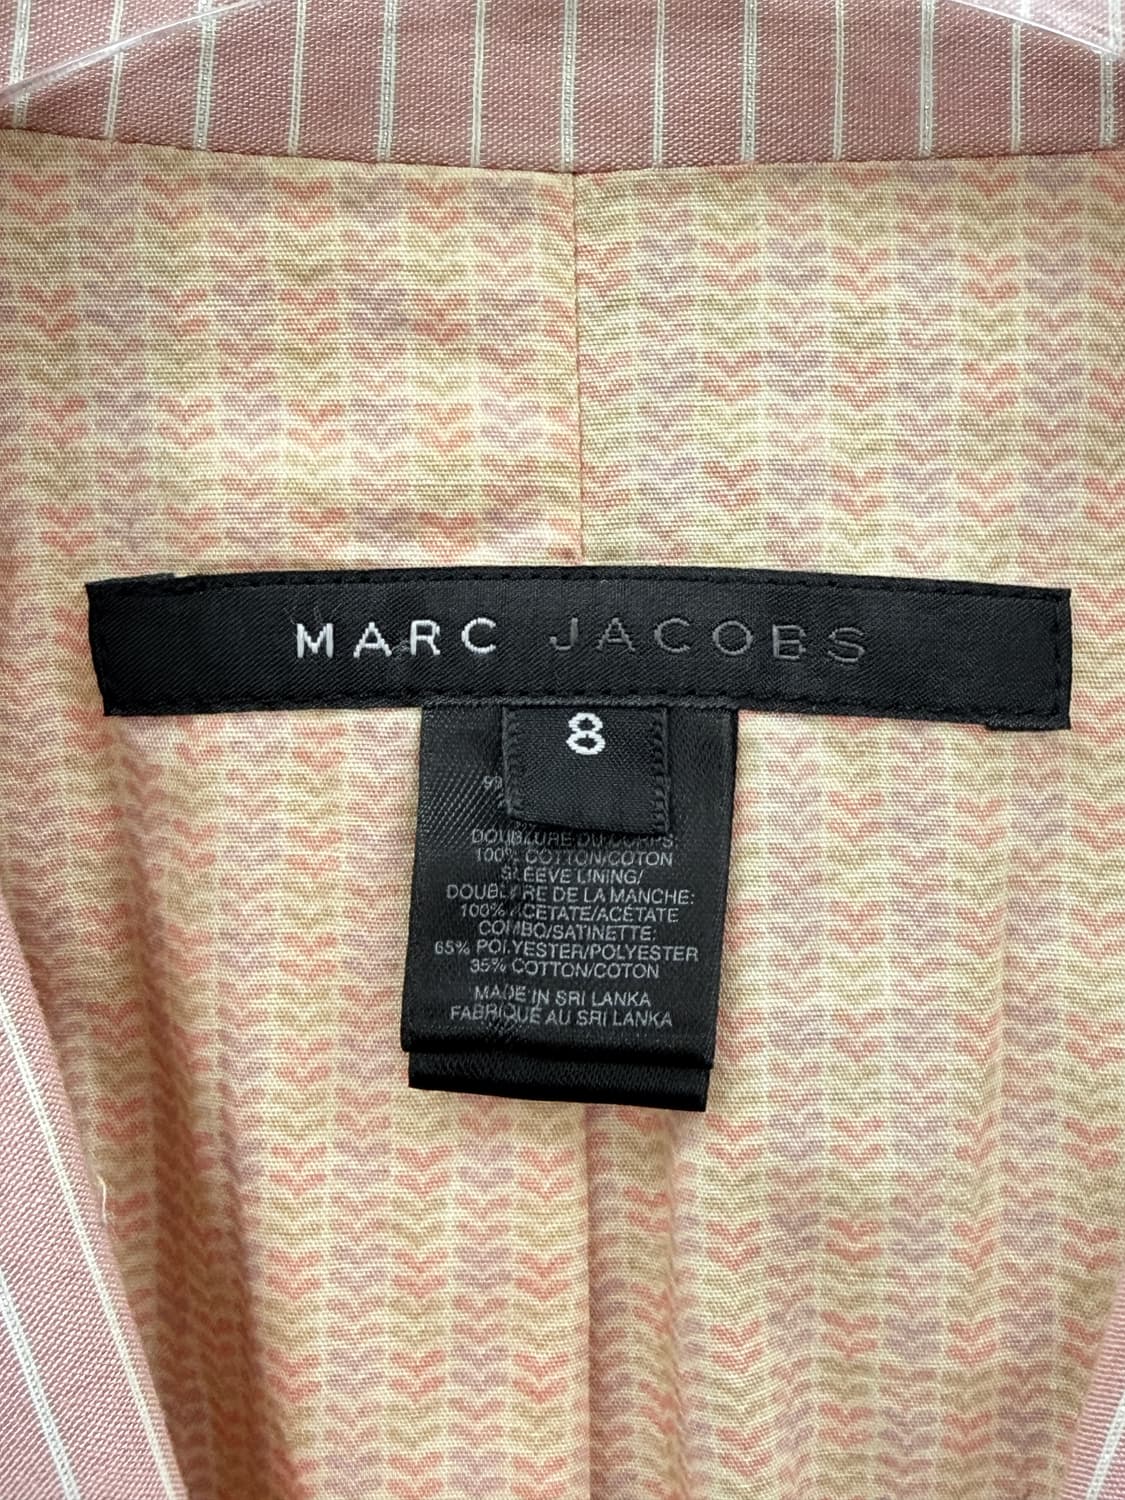 MARC JACOBS
8
DOUBLURE DU CORPS:
100% COTTON/COTON
SLEEVE LINING/
DOUBLURE DE LA MANCHE:
100% ACETATE/ACÉTATE
COMBO/SATINETTE:
65% POLYESTER/POLYESTER
35% COTTON/COTON
MADE IN SRI LANKA
FABRIQUE AU SRI LANKA